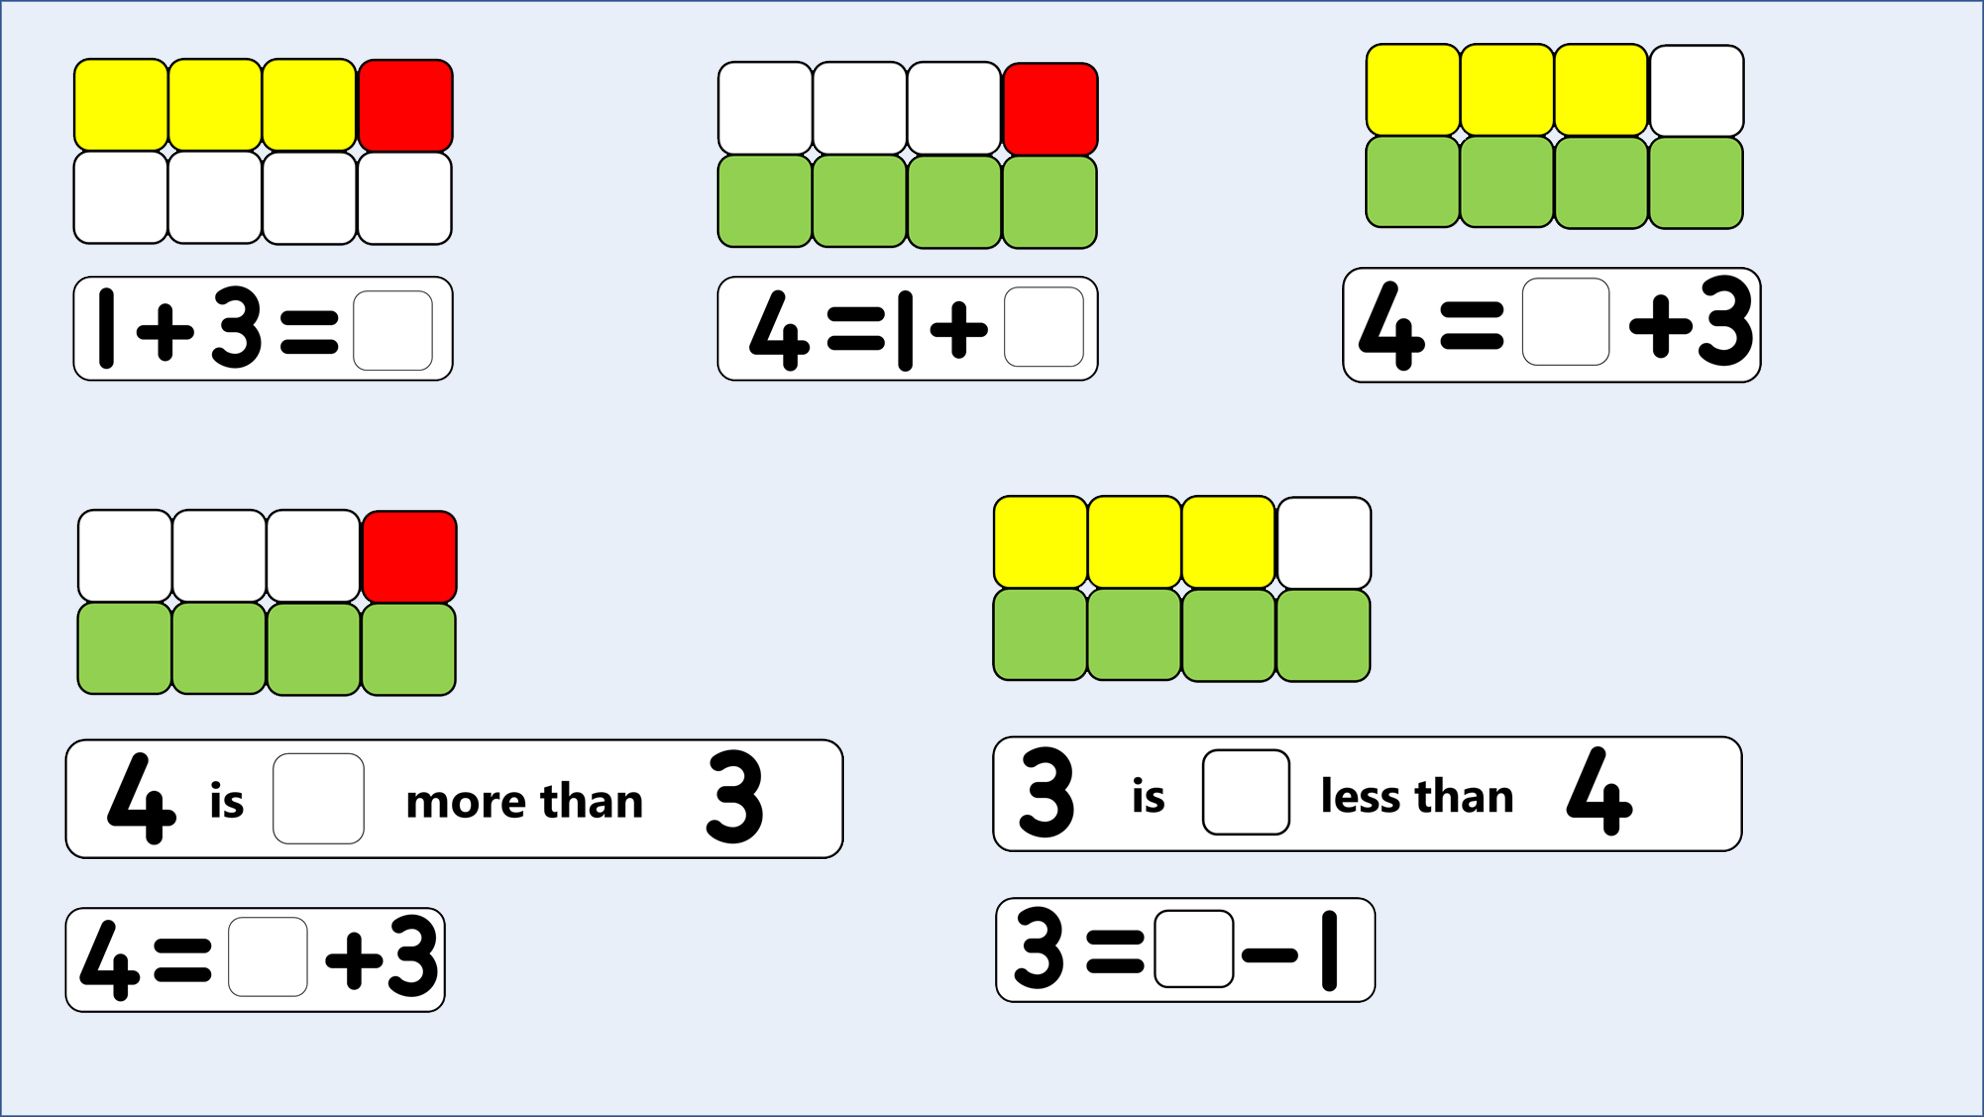 1+3=
4=1+
4= +3
4 is more than 3
3 is less than 4
4= +3
3= -1